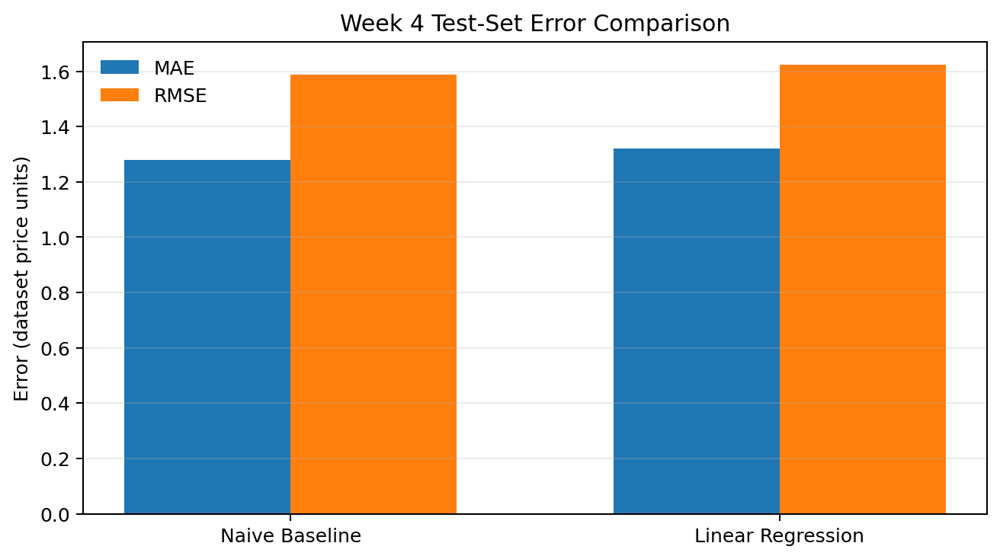 Week 4 Test-Set Error Comparison
MAE
RMSE
Error (dataset price units)
1.6
1.4
1.2
1.0
0.8
0.6
0.4
0.2
0.0
Naive Baseline
Linear Regression